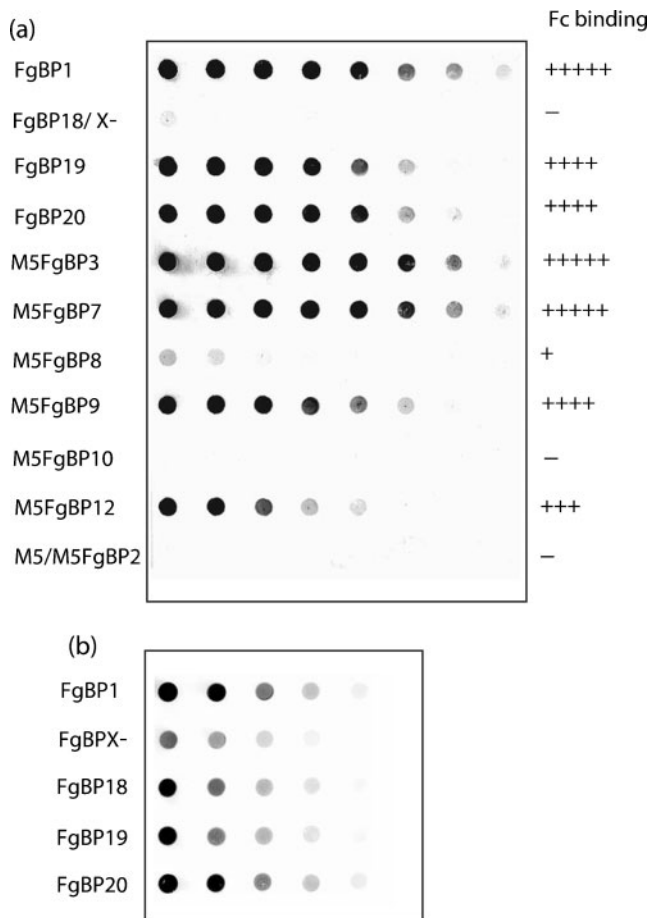 (a) Fc binding
FgBP1 +++++
FgBP18/ X- –
FgBP19 ++++
FgBP20 ++++
M5FgBP3 +++++
M5FgBP7 +++++
M5FgBP8 +
M5FgBP9 ++++
M5FgBP10 –
M5FgBP12 +++
M5/M5FgBP2 –
(b)
FgBP1
FgBPX-
FgBP18
FgBP19
FgBP20